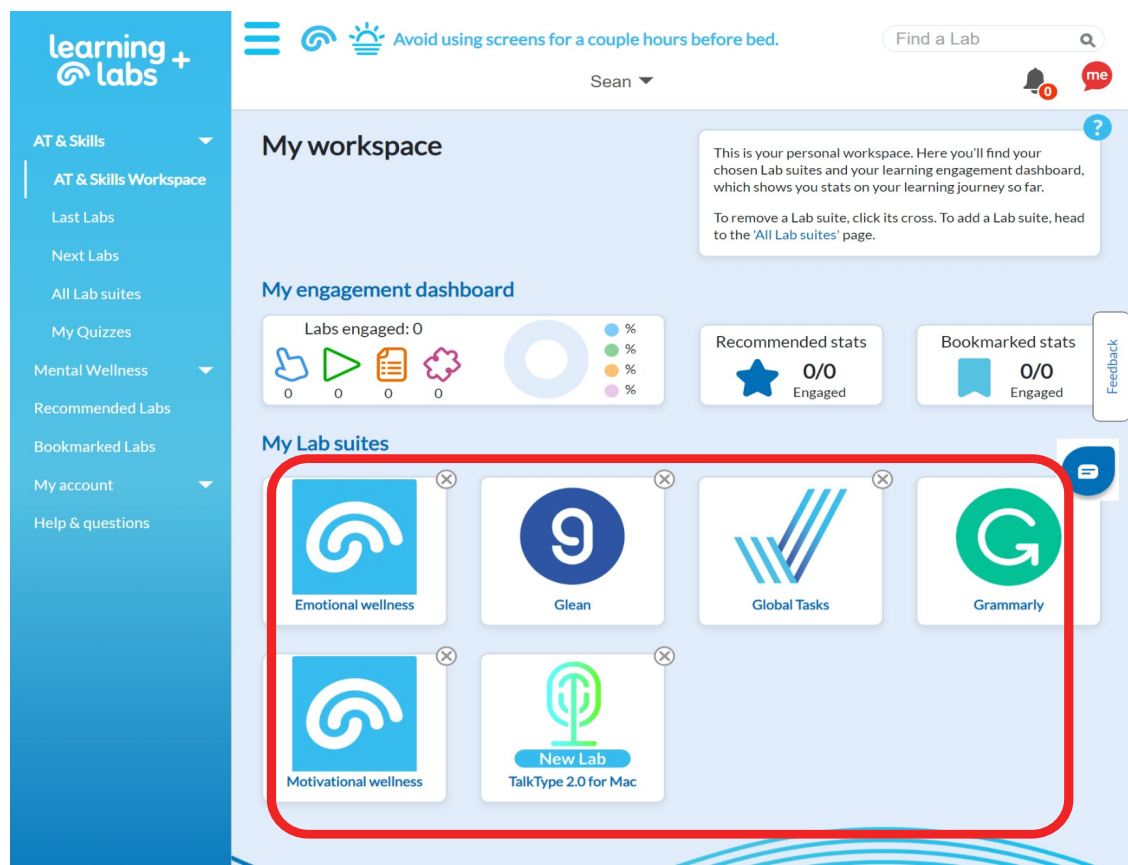 learning +
labs
Avoid using screens for a couple hours before bed.
Find a Lab
Sean
0
me
AT & Skills
AT & Skills Workspace
Last Labs
Next Labs
All Lab suites
My Quizzes
Mental Wellness
Recommended Labs
Bookmarked Labs
My account
Help & questions
My workspace
?
This is your personal workspace. Here you'll find your
chosen Lab suites and your learning engagement dashboard,
which shows you stats on your learning journey so far.
To remove a Lab suite, click its cross. To add a Lab suite, head
to the 'All Lab suites' page.
My engagement dashboard
Labs engaged: 0
0 0 0 0
%
%
%
%
Recommended stats
0/0
Engaged
Bookmarked stats
0/0
Engaged
Feedback
My Lab suites
Emotional wellness
g
Glean
Global Tasks
G
Grammarly
Motivational wellness
New Lab
TalkType 2.0 for Mac